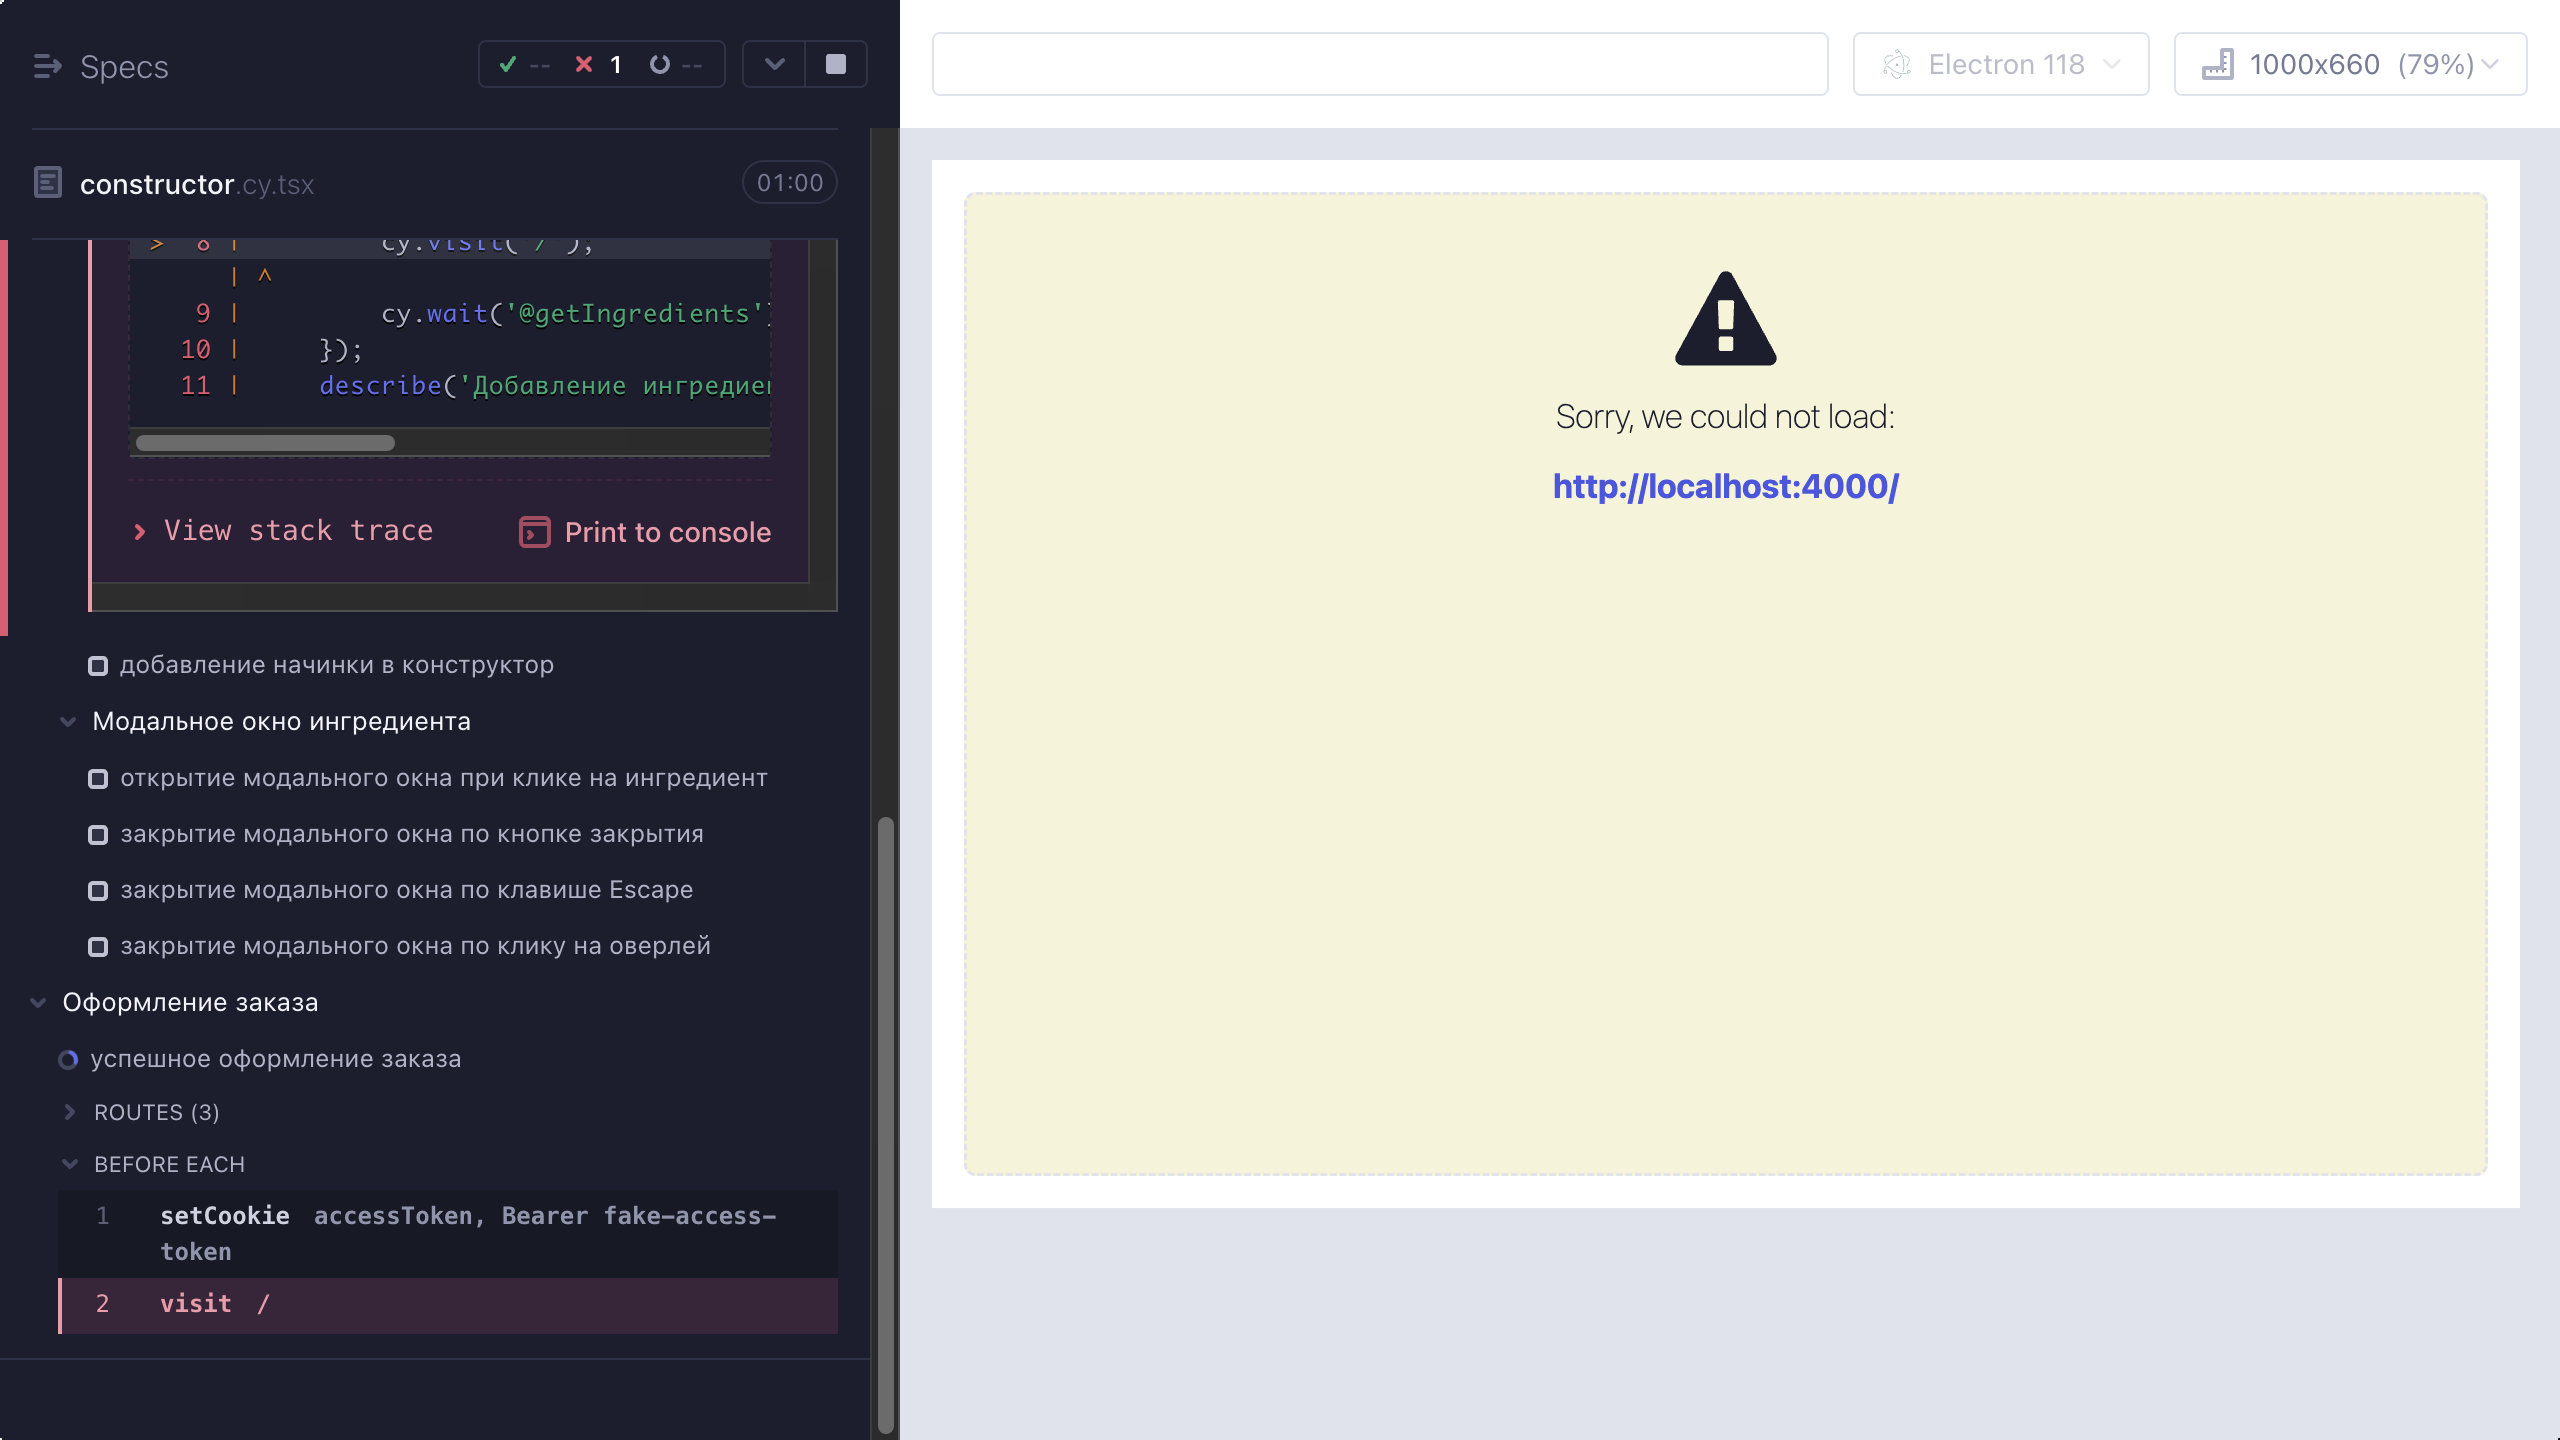 Specs
-- 1 --
constructor.cy.tsx
01:00
> 8 | cy.visit('/');
| ^
9 | cy.wait('@getIngredients')
10 | });
11 | describe('Добавление ингредиен
View stack trace
Print to console
добавление начинки в конструктор
Модальное окно ингредиента
открытие модального окна при клике на ингредиент
закрытие модального окна по кнопке закрытия
закрытие модального окна по клавише Escape
закрытие модального окна по клику на оверлей
Оформление заказа
успешное оформление заказа
ROUTES (3)
BEFORE EACH
1 setCookie accessToken, Bearer fake-access-
token
2 visit /
Electron 118
1000x660 (79%)
Sorry, we could not load:
http://localhost:4000/